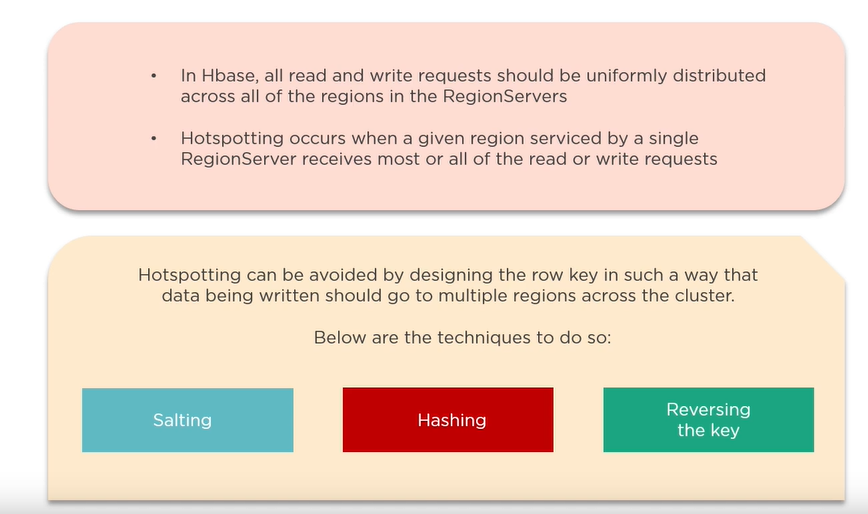 • In Hbase, all read and write requests should be uniformly distributed
across all of the regions in the RegionServers
• Hotspotting occurs when a given region serviced by a single
RegionServer receives most or all of the read or write requests
Hotspotting can be avoided by designing the row key in such a way that
data being written should go to multiple regions across the cluster.
Below are the techniques to do so:
Salting
Hashing
Reversing
the key